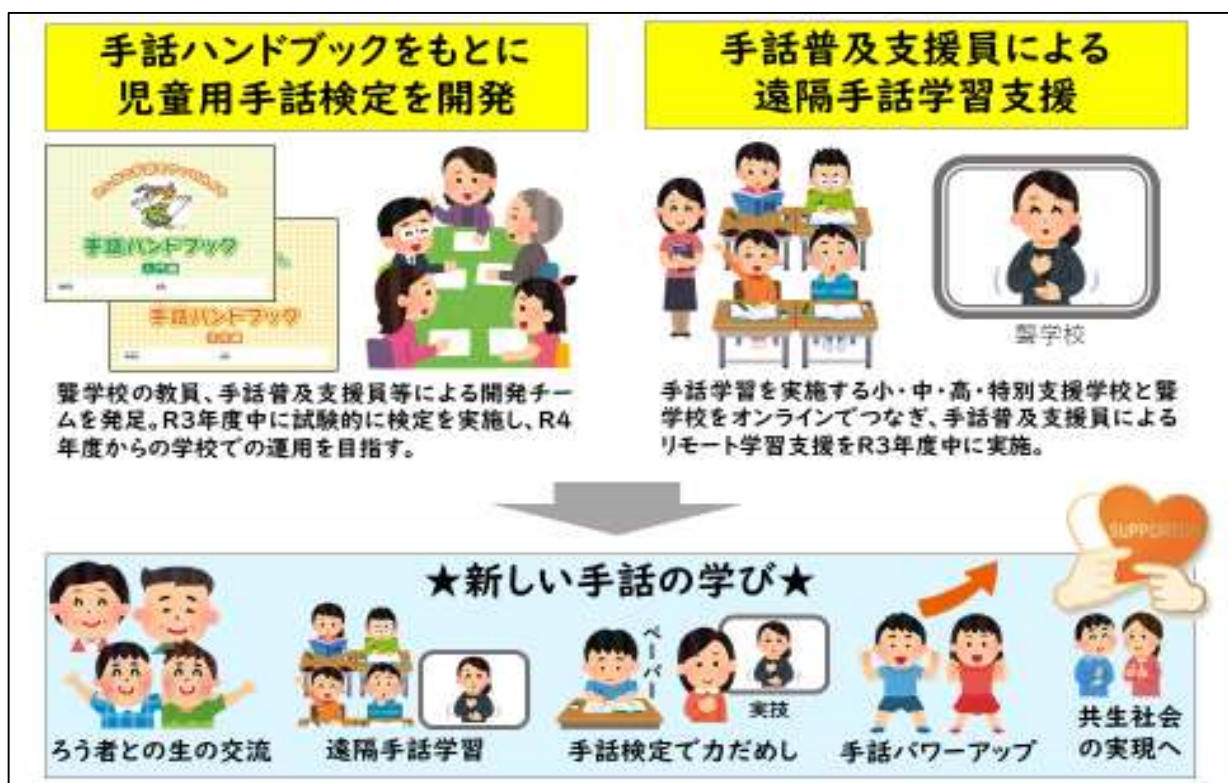 手話ハンドブックをもとに
児童用手話検定を開発
手話普及支援員による
遠隔手話学習支援
手話ハンドブック
入門編
手話ハンドブック
聾学校
聾学校の教員、手話普及支援員等による開発チー
ムを発足。R3年度中に試験的に検定を実施し、R4
年度からの学校での運用を目指す。
手話学習を実施する小・中・高・特別支援学校と聾
学校をオンラインでつなぎ、手話普及支援員による
リモート学習支援をR3年度中に実施。
SUPPORT
★新しい手話の学び★
ペーパー
実技
ろう者との生の交流
遠隔手話学習
手話検定で力だめし
手話パワーアップ
共生社会
の実現へ